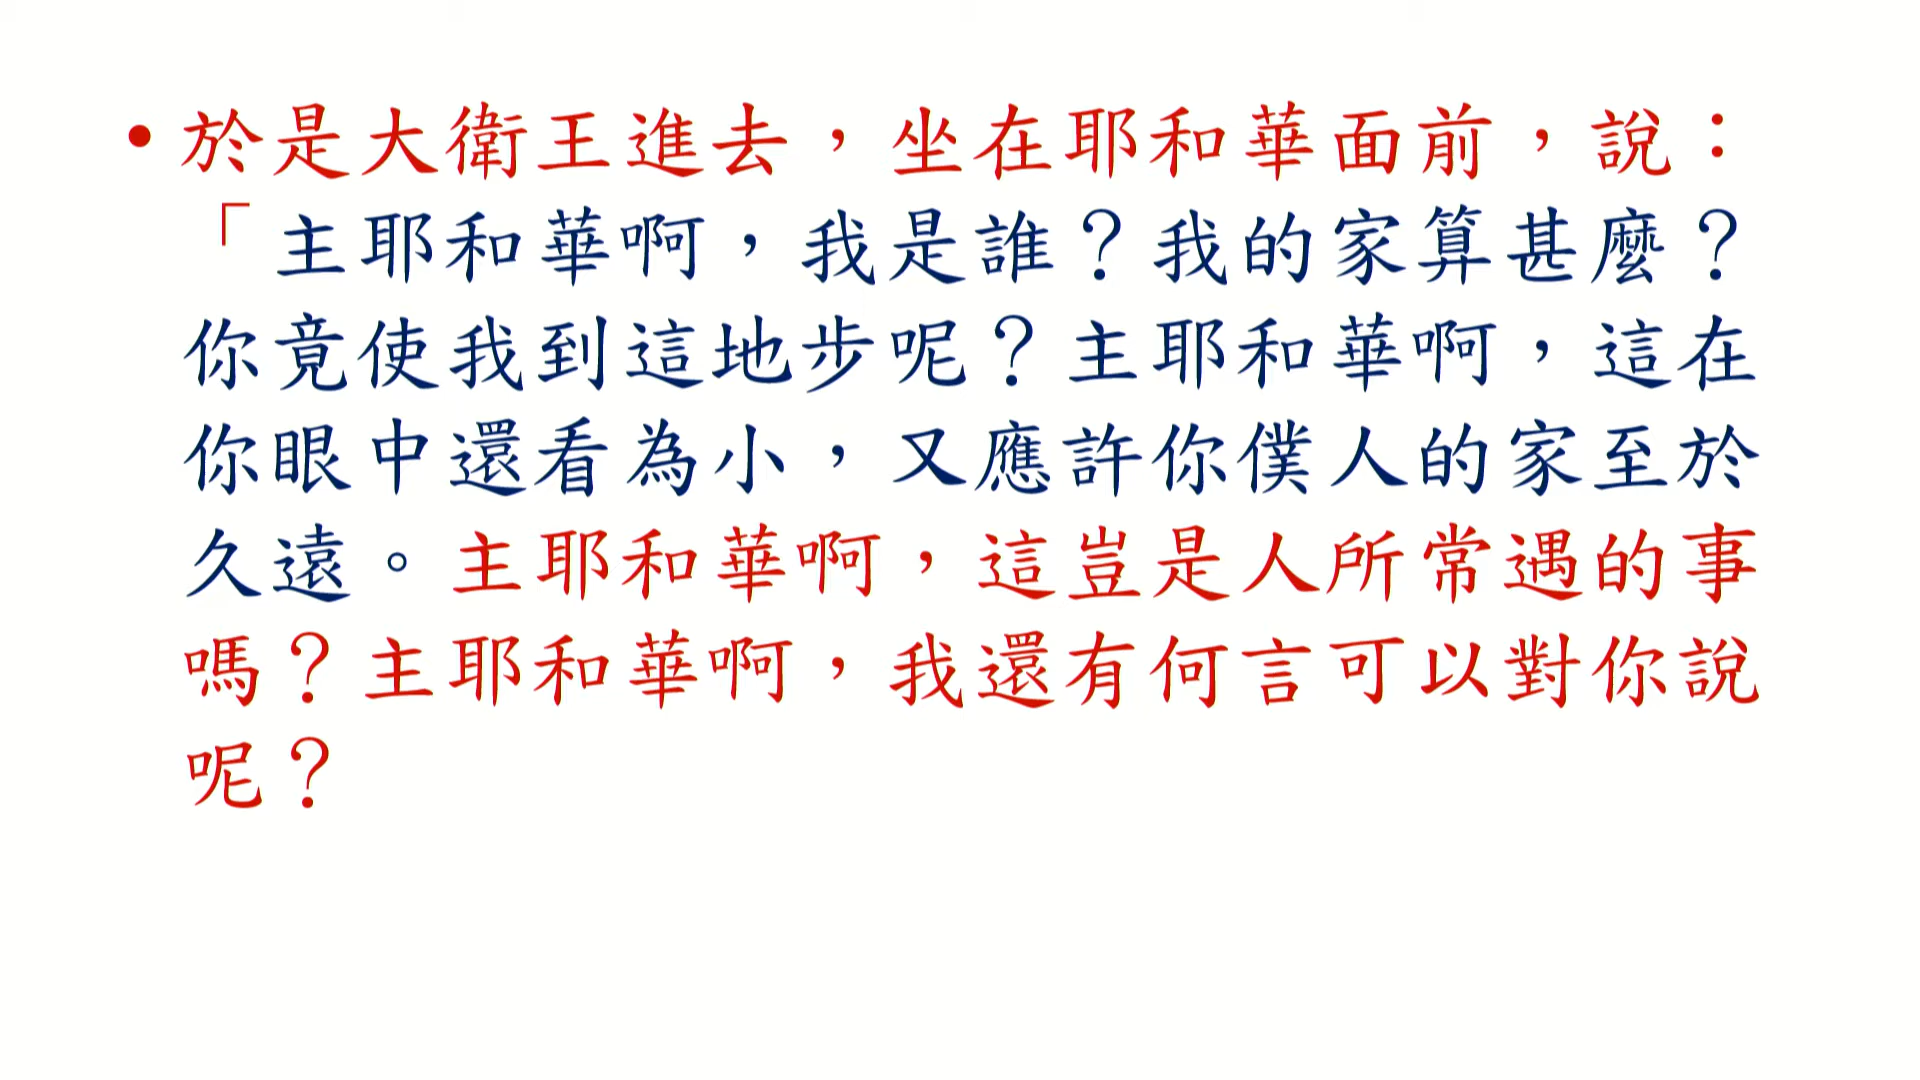 • 於是大衛王進去，坐在耶和華面前，說：
「主耶和華啊，我是誰？我的家算甚麼？
你竟使我到這地步呢？主耶和華啊，這在
你眼中還看為小，又應許你僕人的家至於
久遠。主耶和華啊，這豈是人所常遇的事
嗎？主耶和華啊，我還有何言可以對你說
呢？